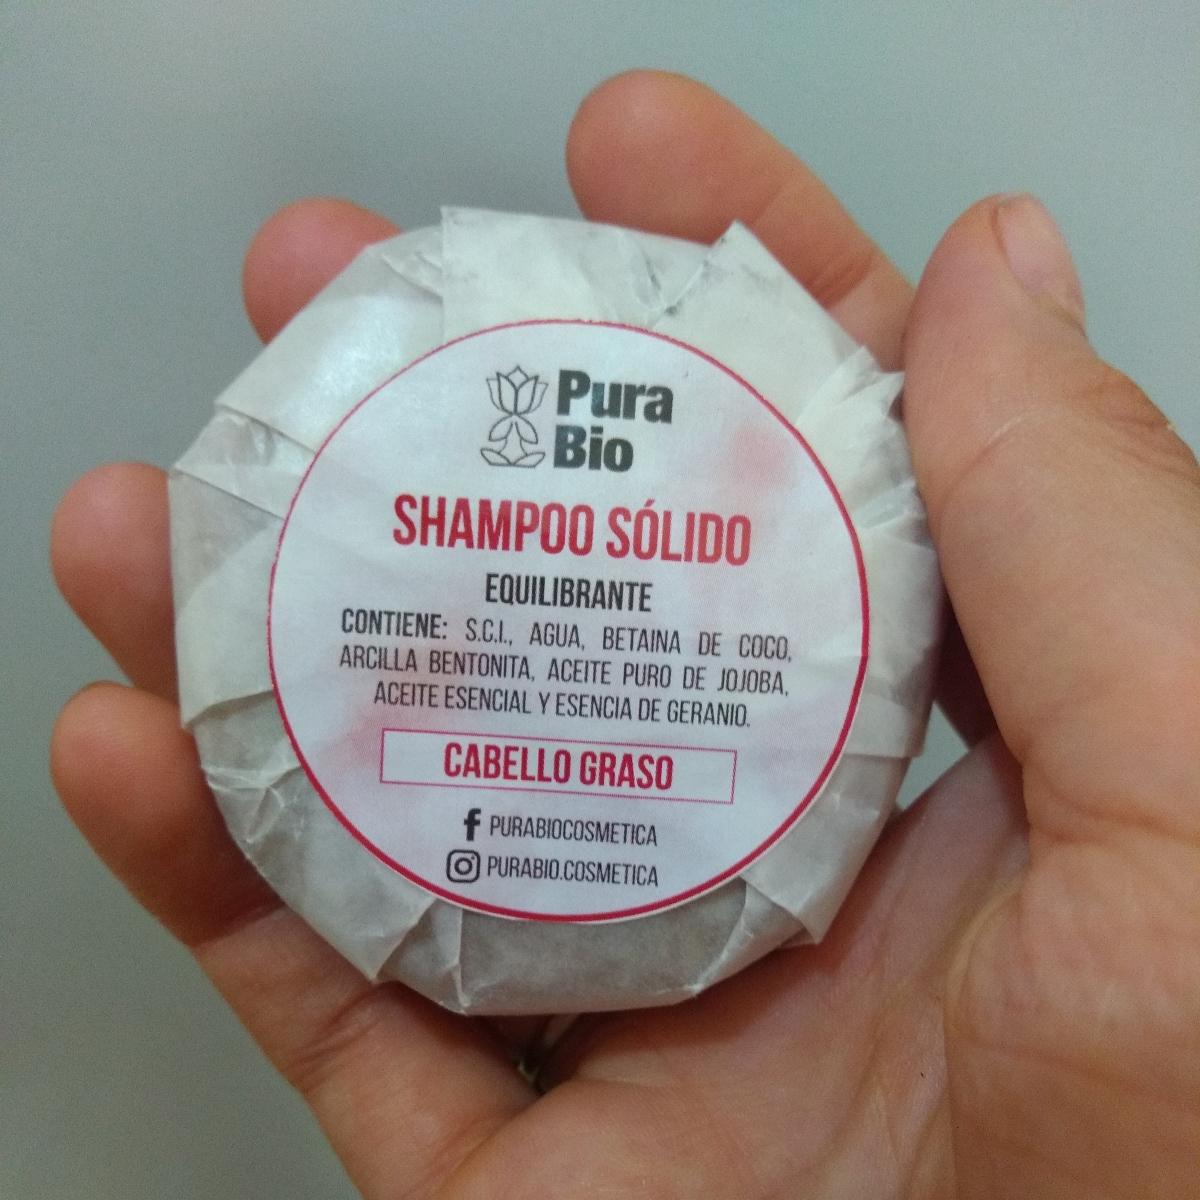 Pura
Bio
SHAMPOO SÓLIDO
EQUILIBRANTE
CONTIENE: S.C.I., AGUA, BETAINA DE COCO,
ARCILLA BENTONITA, ACEITE PURO DE JOJOBA,
ACEITE ESENCIAL Y ESENCIA DE GERANIO.
CABELLO GRASO
PURABIOCOSMETICA
PURABIO.COSMETICA